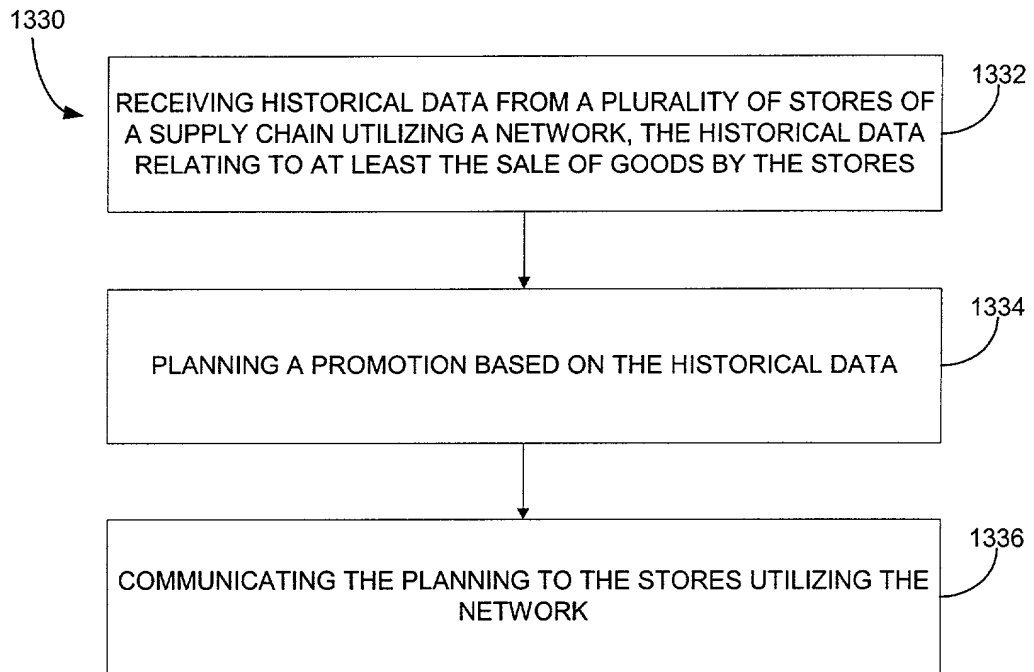 1330
1332
RECEIVING HISTORICAL DATA FROM A PLURALITY OF STORES OF
A SUPPLY CHAIN UTILIZING A NETWORK, THE HISTORICAL DATA
RELATING TO AT LEAST THE SALE OF GOODS BY THE STORES
1334
PLANNING A PROMOTION BASED ON THE HISTORICAL DATA
1336
COMMUNICATING THE PLANNING TO THE STORES UTILIZING THE
NETWORK